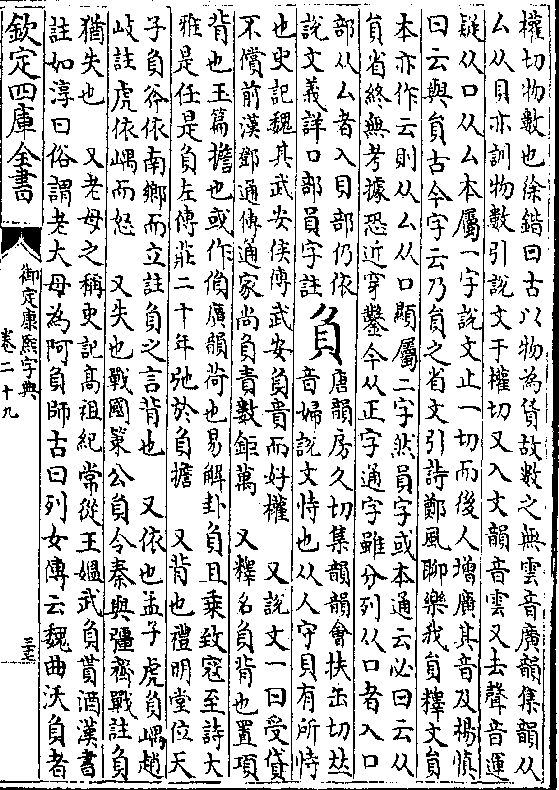 權切物數也徐鍇曰古以物為貨故數之無雲音廣韻集韻从
厶从貝亦訓物數引說文于權切又入文韻音雲又去聲音運
疑从口从厶本屬一字說文止一切而後人增廣其音及楊慎
曰云與員古今字云乃員之省文引詩鄭風聊樂我員釋文員
本亦作云則从厶从口顯屬二字然員字或本通云必曰云从
員省終無考據恐近穿鑿今从正字通字雖分列从口者入口
部从厶者入貝部仍依
說文義詳口部員字註
負
唐韻房久切集韻韻會扶缶切𠀤
音婦說文恃也从人守貝有所恃
也史記魏其武安侯傳武安負貴而好權 又說文一曰受貸
不償前漢鄧通傳通家尚負責數鉅萬 又釋名負背也置項
背也玉篇擔也或作偩廣韻荷也易解卦負且乗致寇至詩大
雅是任是負左傳莊二十年弛於負擔 又背也禮明堂位天
子負斧依南鄉而立註負之言背也 又依也孟子虎負嵎趙
岐註虎依嵎而怒 又失也戰國策公負令秦與彊齊戰註負
猶失也 又老母之稱史記髙祖紀常從王媪武負貰酒漢書
註如淳曰俗謂老大母為阿負師古曰列女傳云魏曲沃負者
欽定四庫全書
御定康熙字典
卷二十九
三十三